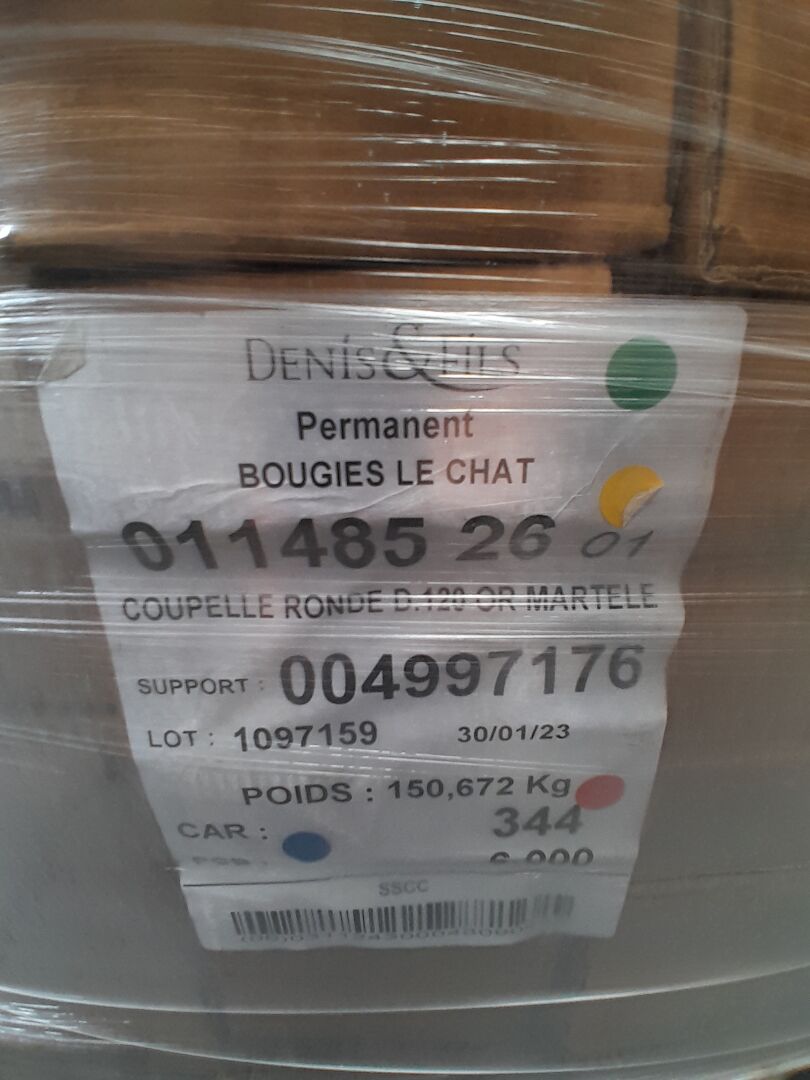 DENIS & FILS
Permanent
BOUGIES LE CHAT
011485 26 01
COUPELLE RONDE D.120 OR MARTELE
SUPPORT : 004997176
LOT : 1097159 30/01/23
POIDS : 150,672 Kg
CAR : 344
6.000
SSCC